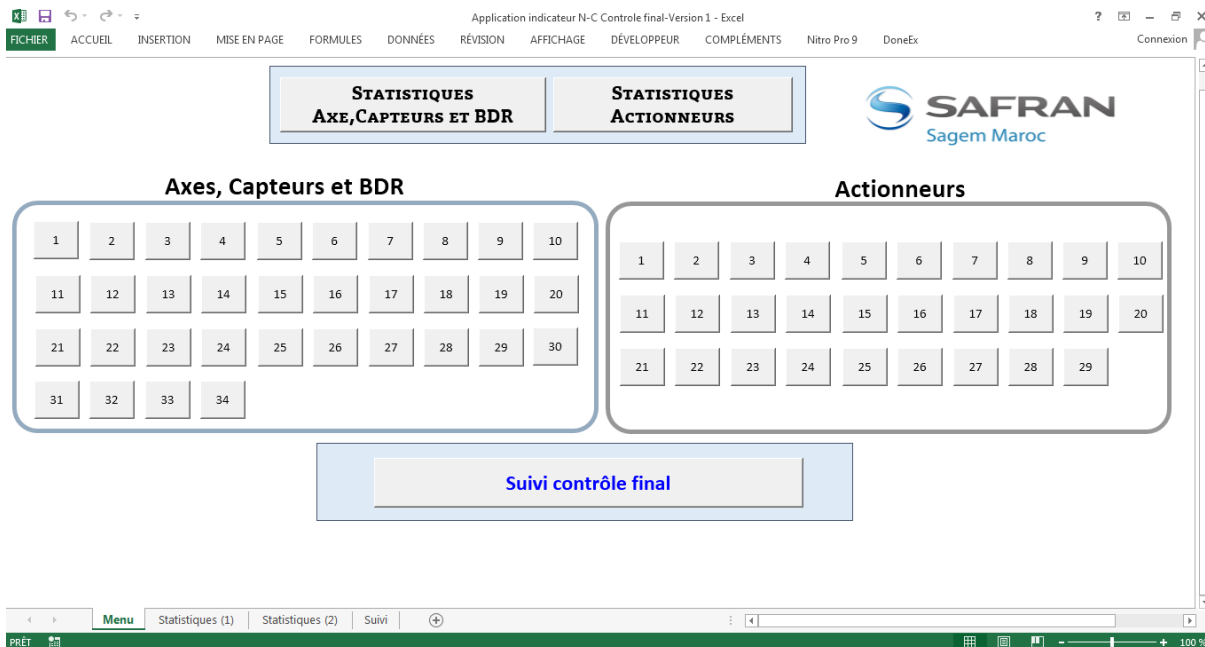 Application indicateur N-C Controle final-Version 1 - Excel
FICHIER ACCUEIL INSERTION MISE EN PAGE FORMULES DONNÉES RÉVISION AFFICHAGE DÉVELOPPEUR COMPLÉMENTS Nitro Pro 9 DoneEx Connexion
Statistiques
Axe,Capteurs et BDR
Statistiques
Actionneurs
SAFRAN
Sagem Maroc
Axes, Capteurs et BDR
1 2 3 4 5 6 7 8 9 10
11 12 13 14 15 16 17 18 19 20
21 22 23 24 25 26 27 28 29 30
31 32 33 34
Actionneurs
1 2 3 4 5 6 7 8 9 10
11 12 13 14 15 16 17 18 19 20
21 22 23 24 25 26 27 28 29
Suivi contrôle final
Menu Statistiques (1) Statistiques (2) Suivi
PRÊT 100 %